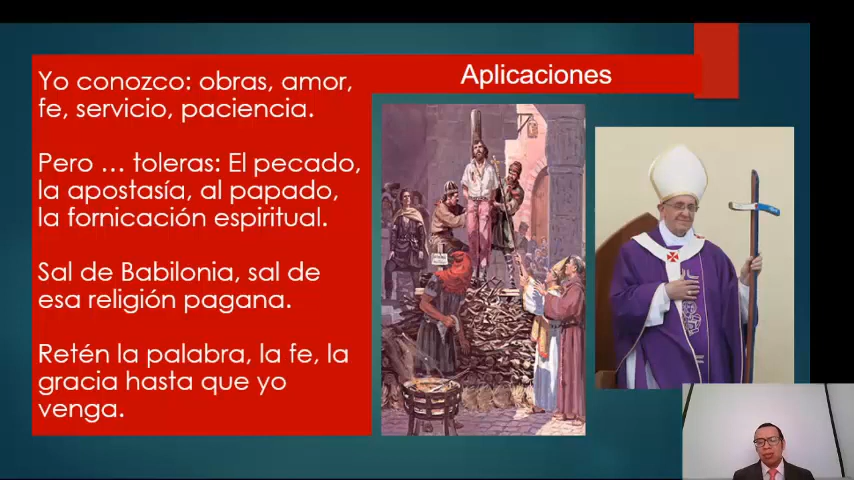 Aplicaciones
Yo conozco: obras, amor,
fe, servicio, paciencia.
Pero ... toleras: El pecado,
la apostasía, al papado,
la fornicación espiritual.
Sal de Babilonia, sal de
esa religión pagana.
Retén la palabra, la fe, la
gracia hasta que yo
venga.